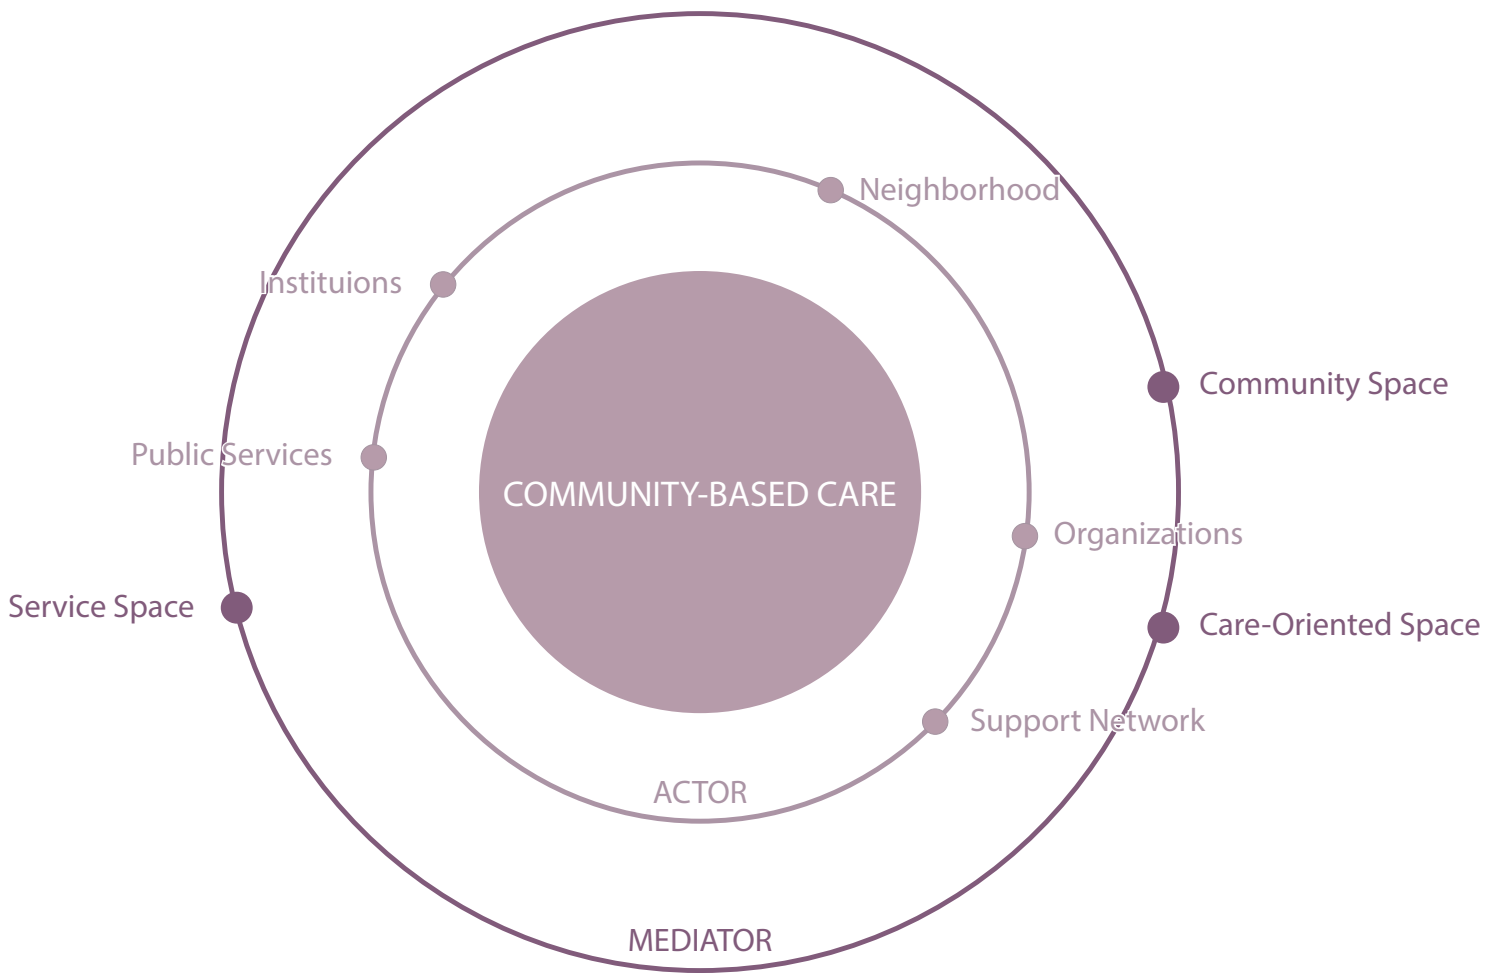 Neighborhood
Instituions
Community Space
Public Services
COMMUNITY-BASED CARE
Organizations
Service Space
Care-Oriented Space
Support Network
ACTOR
MEDIATOR